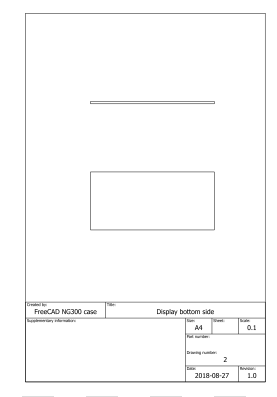 Created by:
FreeCAD NG300 case
Title:
Display bottom side
Supplementary information:
Size:
A4
Sheet:
Scale:
0.1
Part number:
Drawing number:
2
Date:
2018-08-27
Revision:
1.0